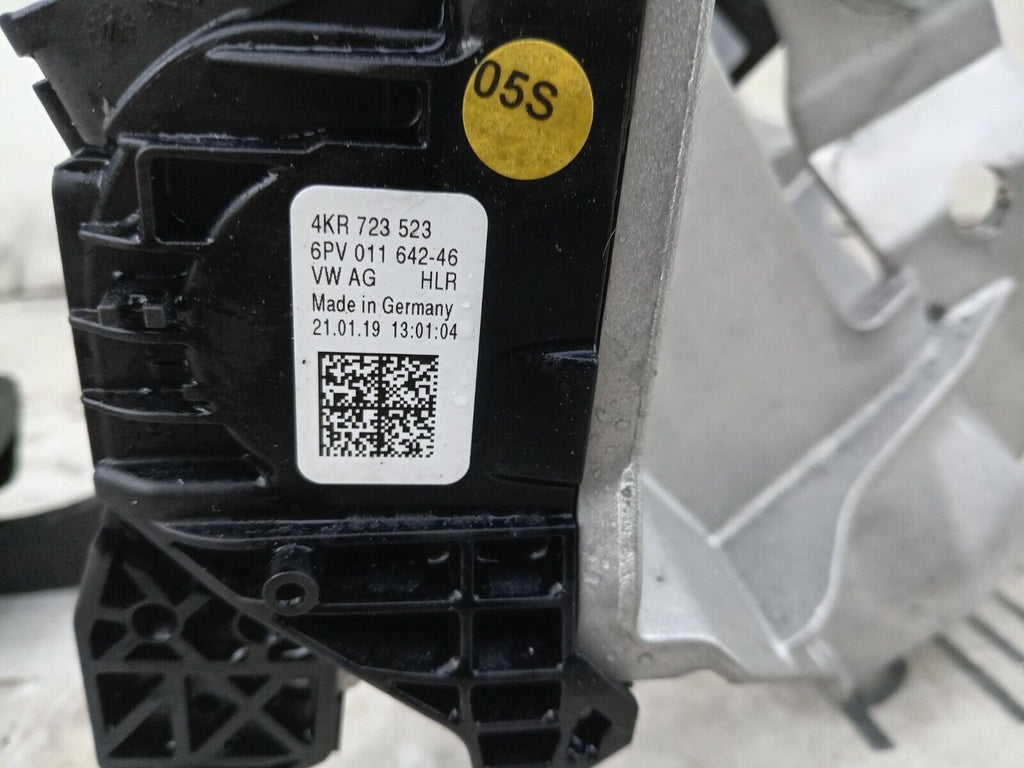 05S
4KR 723 523
6PV 011 642-46
VW AG HLR
Made in Germany
21.01.19 13:01:04